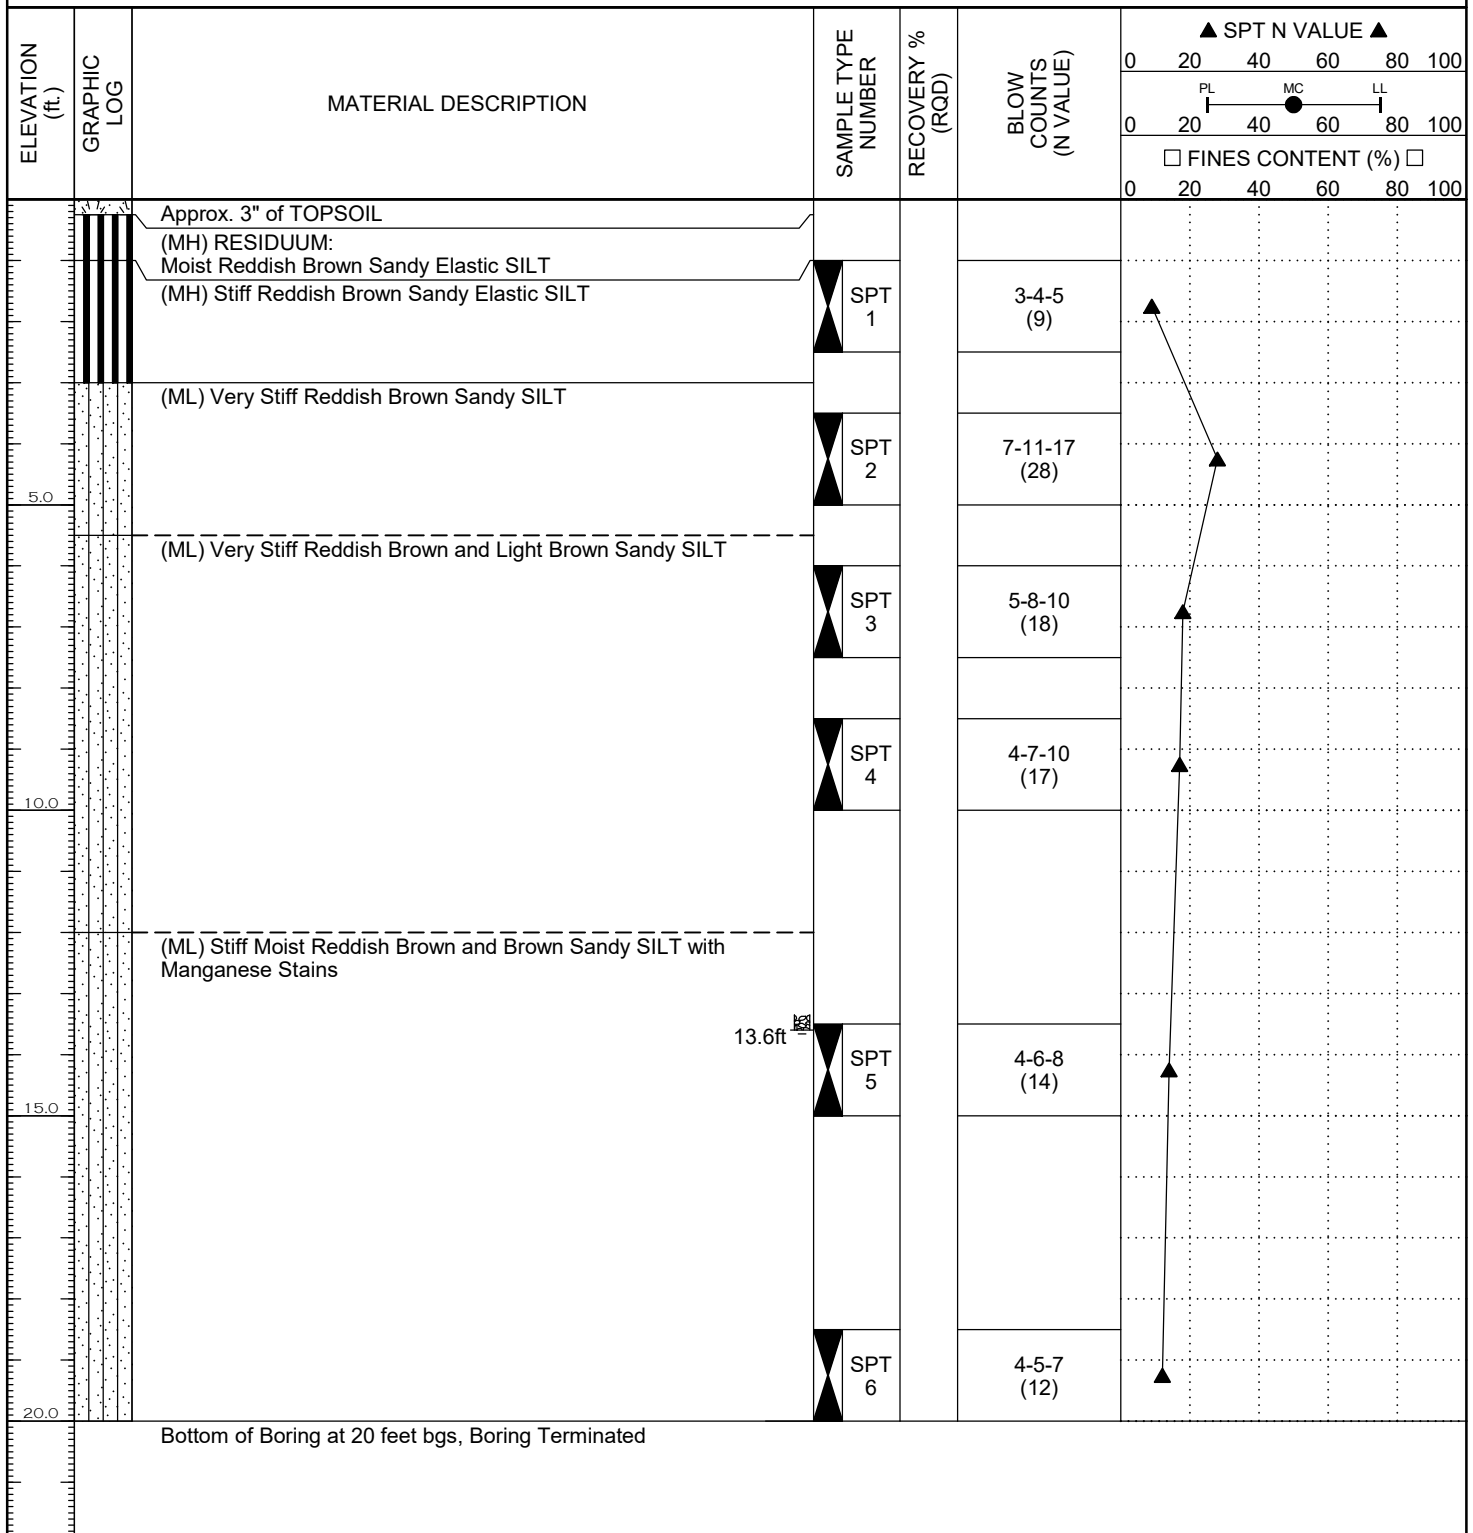 ELEVATION
(ft.)
GRAPHIC
LOG
MATERIAL DESCRIPTION
SAMPLE TYPE
NUMBER
RECOVERY %
(RQD)
BLOW
COUNTS
(N VALUE)
▲ SPT N VALUE ▲
0 20 40 60 80 100
PL MC LL
0 20 40 60 80 100
□ FINES CONTENT (%) □
0 20 40 60 80 100
Approx. 3" of TOPSOIL
(MH) RESIDUUM:
Moist Reddish Brown Sandy Elastic SILT
(MH) Stiff Reddish Brown Sandy Elastic SILT
SPT
1
3-4-5
(9)
(ML) Very Stiff Reddish Brown Sandy SILT
SPT
2
7-11-17
(28)
5.0
(ML) Very Stiff Reddish Brown and Light Brown Sandy SILT
SPT
3
5-8-10
(18)
SPT
4
4-7-10
(17)
10.0
(ML) Stiff Moist Reddish Brown and Brown Sandy SILT with
Manganese Stains
13.6ft
SPT
5
4-6-8
(14)
15.0
SPT
6
4-5-7
(12)
20.0
Bottom of Boring at 20 feet bgs, Boring Terminated